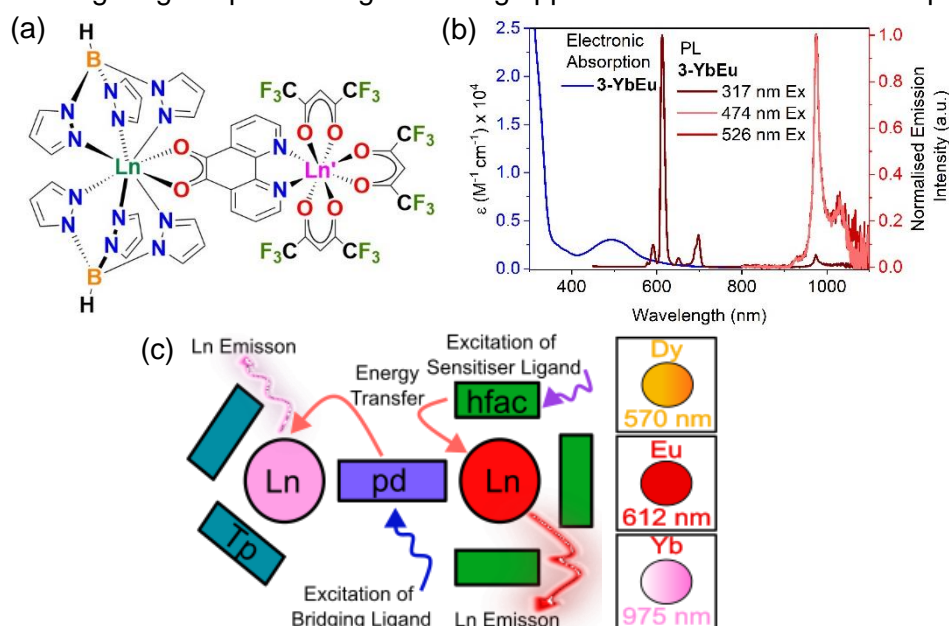 (a)
H
B
N N N
N N N
Ln
O
O
N
N
Ln'
O O
O
O
O O
F3C CF3
CF3
CF3
F3C CF3
N N N
N N N
B
H
(b)
2.5
2.0
1.5
1.0
0.5
0.0
ε (M⁻¹ cm⁻¹) x 10⁴
Electronic
Absorption
3-YbEu
PL
3-YbEu
317 nm Ex
474 nm Ex
526 nm Ex
1.0
0.8
0.6
0.4
0.2
0.0
Normalised Emission
Intensity (a.u.)
400 600 800 1000
Wavelength (nm)
(c)
Ln Emisson
Energy
Transfer
Excitation of
Sensitiser Ligand
hfac
Ln
pd
Ln
Tp
Excitation of
Bridging Ligand
Ln Emisson
Dy
570 nm
Eu
612 nm
Yb
975 nm